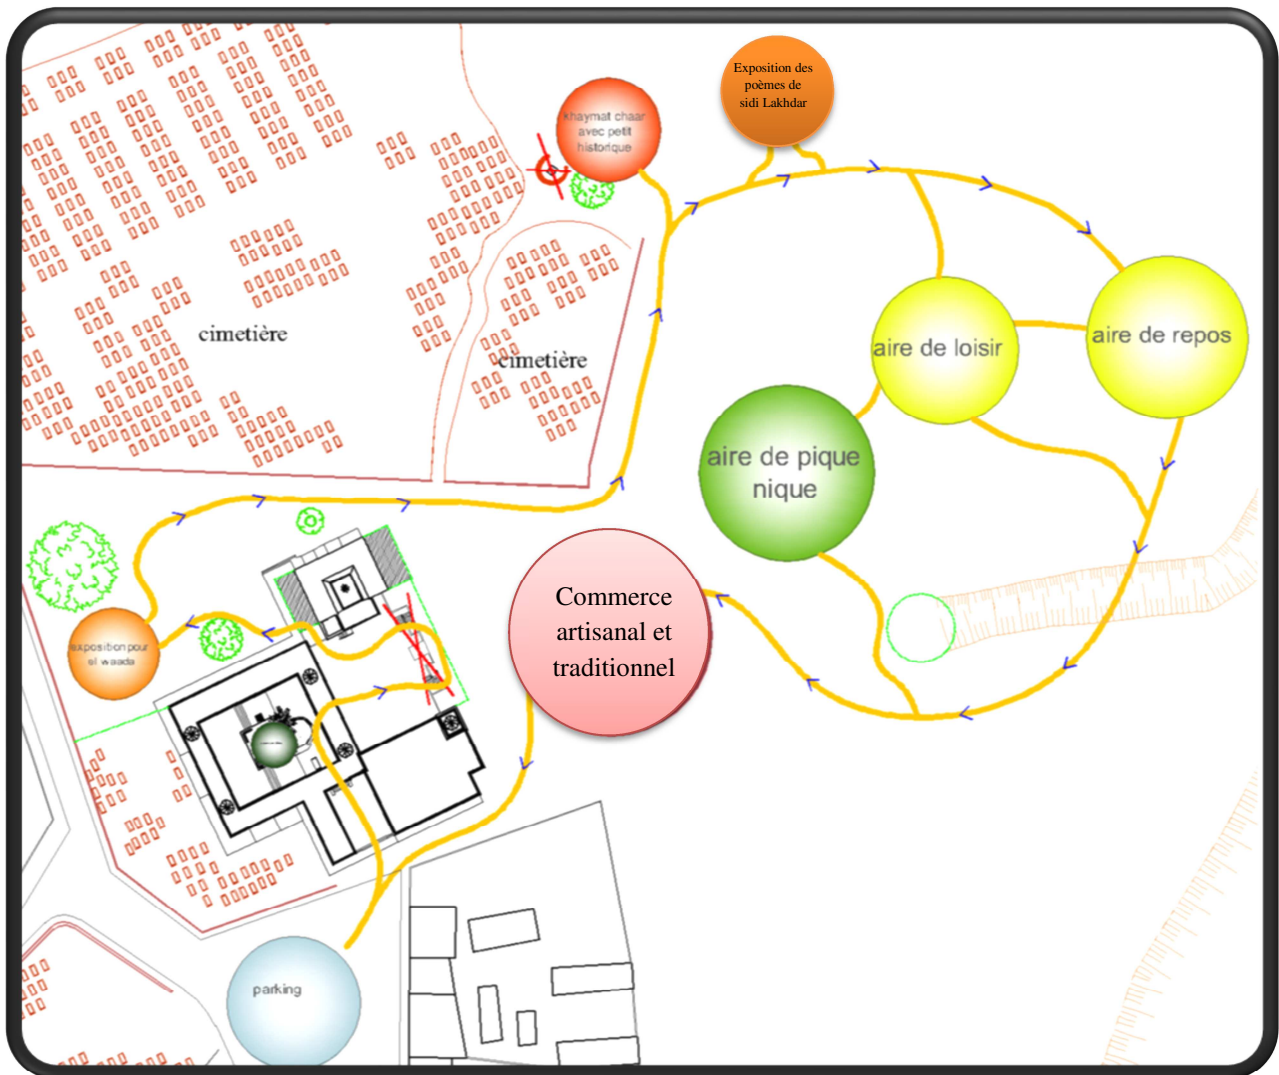 Exposition des
poèmes de
sidi Lakhdar
khaymat chaar
avec petit
historique
cimetière
cimetière
aire de loisir
aire de repos
aire de pique
nique
Commerce
artisanal et
traditionnel
exposition pour
el waada
parking